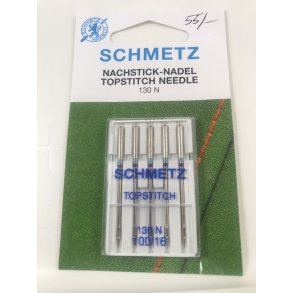 55/-
SCHMETZ
NACHSTICK-NADEL
TOPSTITCH NEEDLE
130 N
SCHMETZ
TOPSTITCH
130 N
100/16